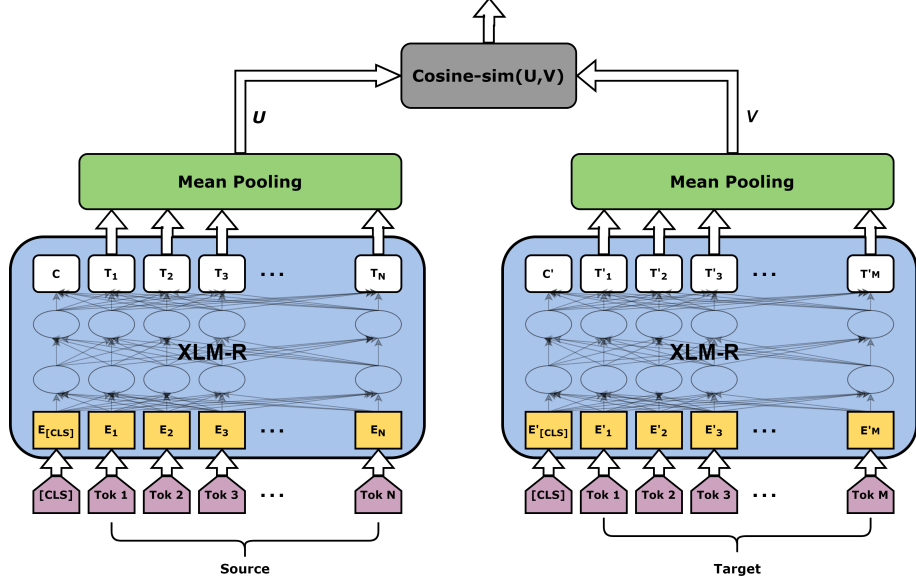 Cosine-sim(U,V)
U
V
Mean Pooling
Mean Pooling
C T1 T2 T3 ... TN
C' T'1 T'2 T'3 ... T'M
XLM-R
XLM-R
E[CLS] E1 E2 E3 ... EN
E'[CLS] E'1 E'2 E'3 ... E'M
[CLS] Tok 1 Tok 2 Tok 3 ... Tok N
[CLS] Tok 1 Tok 2 Tok 3 ... Tok M
Source
Target